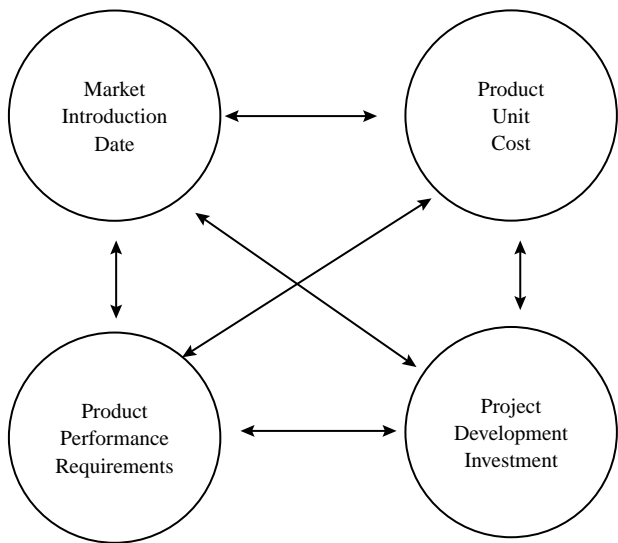 Market
Introduction
Date
Product
Unit
Cost
Product
Performance
Requirements
Project
Development
Investment